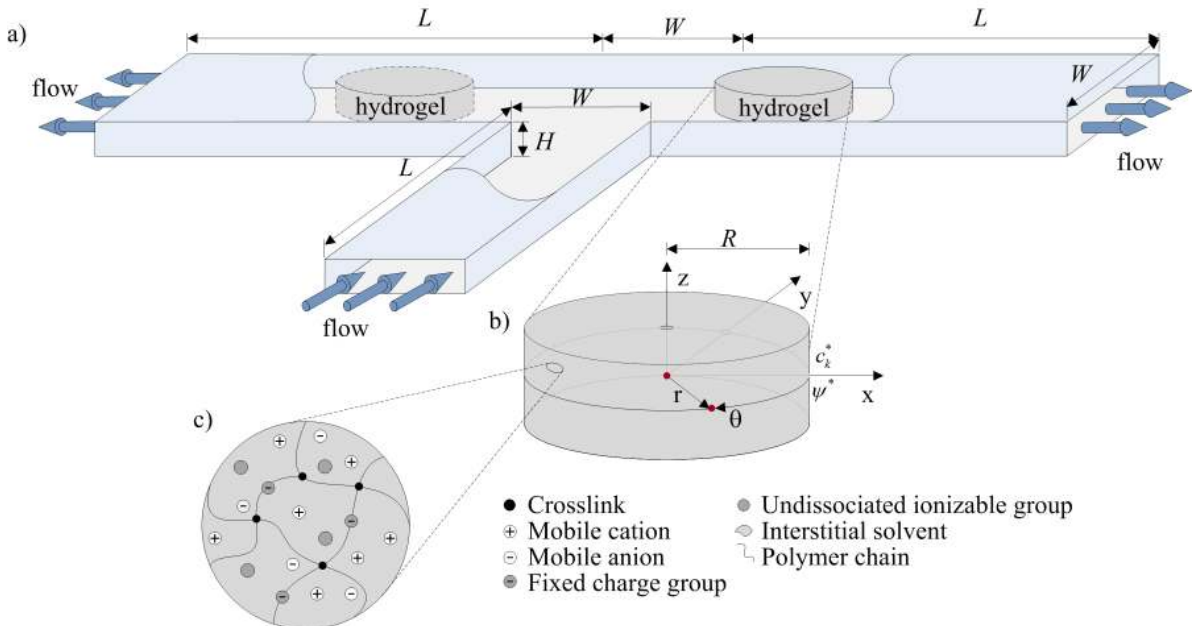 a)
L
W
L
W
flow
hydrogel
W
hydrogel
H
flow
L
flow
R
z
y
b)
c*k
ψ*
x
r
θ
c)
Crosslink
Undissociated ionizable group
+ Mobile cation
Interstitial solvent
- Mobile anion
Polymer chain
- Fixed charge group